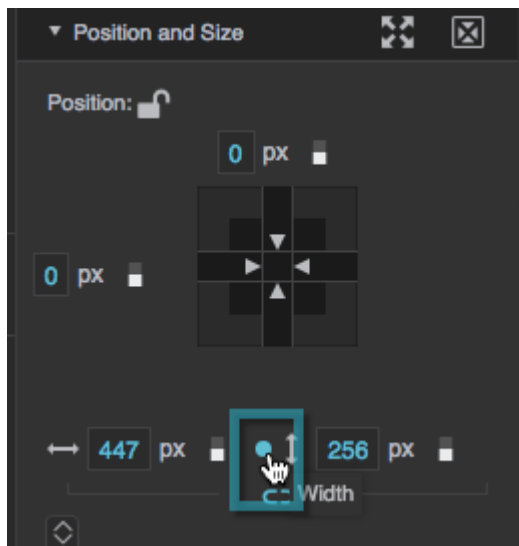 Position and Size
Position:
0 px
0 px
447 px 256 px
Width